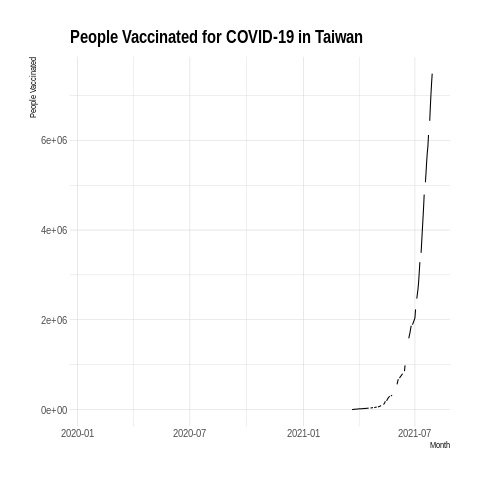 People Vaccinated for COVID-19 in Taiwan
People Vaccinated
6e+06
4e+06
2e+06
0e+00
2020-01 2020-07 2021-01 2021-07
Month